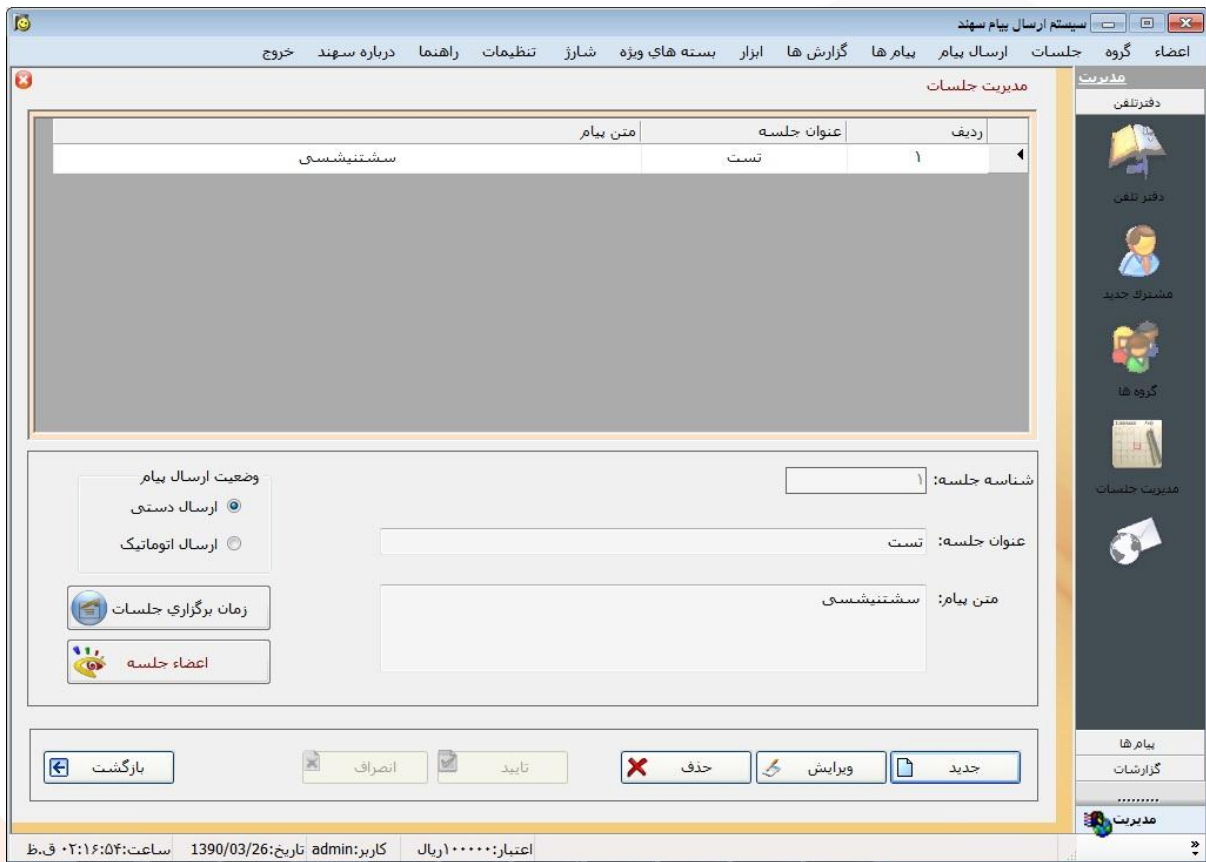 سیستم ارسال پیام سهند
اعضاء گروه جلسات ارسال پیام پیام ها گزارش ها ابزار بسته هاي ویژه شارژ تنظیمات راهنما درباره سهند خروج
مدیریت
دفترتلفن
دفتر تلفن
مشترك جدید
گروه ها
مدیریت جلسات
پیام ها
گزارشات
.........
مدیریت
مدیریت جلسات
ردیف عنوان جلسه متن پیام
۱ تست سشتنیشسی
شناسه جلسه: ۱
عنوان جلسه: تست
متن پیام: سشتنیشسی
وضعیت ارسال پیام
ارسال دستی
ارسال اتوماتیک
زمان برگزاري جلسات
اعضاء جلسه
جدید ویرایش حذف تایید انصراف بازگشت
اعتبار:۱۰۰۰۰۰ریال کاربر:admin تاریخ:1390/03/26 ساعت:۰۲:۱۶:۵۴ ق.ظ